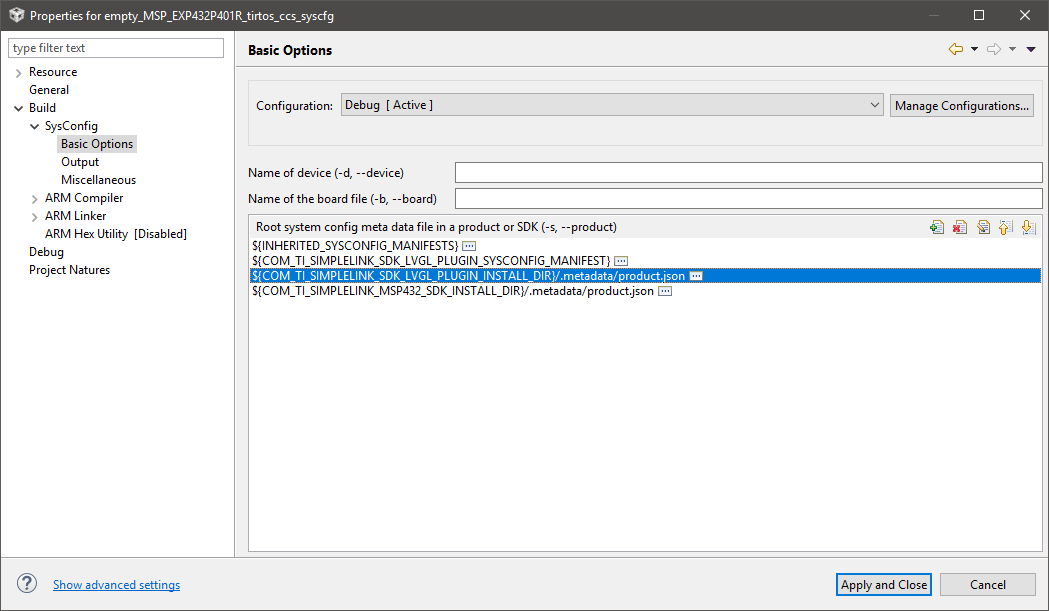 Properties for empty_MSP_EXP432P401R_tirtos_ccs_syscfg
type filter text
Resource
General
Build
SysConfig
Basic Options
Output
Miscellaneous
ARM Compiler
ARM Linker
ARM Hex Utility [Disabled]
Debug
Project Natures
Basic Options
Configuration: Debug [ Active ] Manage Configurations...
Name of device (-d, --device)
Name of the board file (-b, --board)
Root system config meta data file in a product or SDK (-s, --product)
${INHERITED_SYSCONFIG_MANIFESTS}
${COM_TI_SIMPLELINK_SDK_LVGL_PLUGIN_SYSCONFIG_MANIFEST}
${COM_TI_SIMPLELINK_SDK_LVGL_PLUGIN_INSTALL_DIR}/.metadata/product.json
${COM_TI_SIMPLELINK_MSP432_SDK_INSTALL_DIR}/.metadata/product.json
? Show advanced settings Apply and Close Cancel